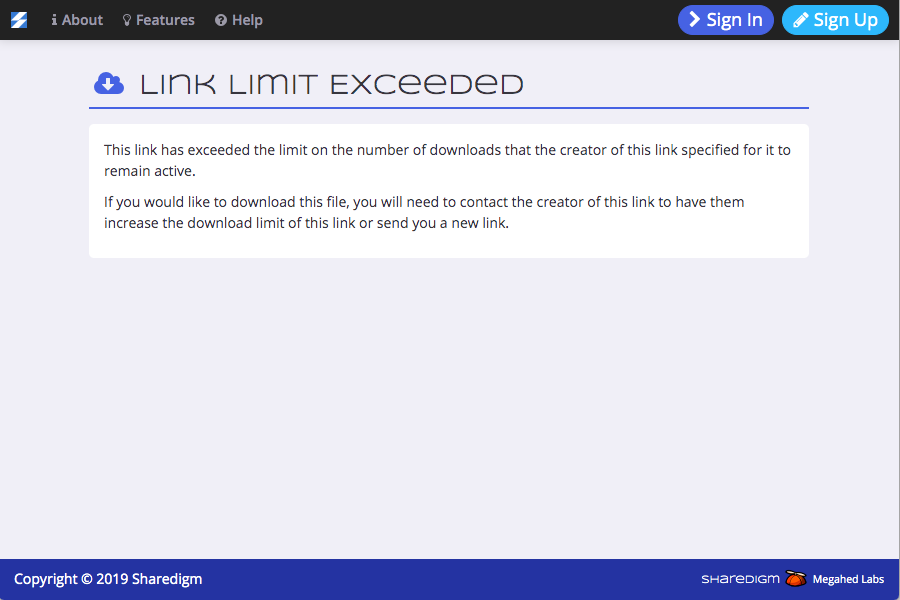 About Features Help Sign In Sign Up
Link Limit Exceeded
This link has exceeded the limit on the number of downloads that the creator of this link specified for it to
remain active.
If you would like to download this file, you will need to contact the creator of this link to have them
increase the download limit of this link or send you a new link.
Copyright © 2019 Sharedigm SHAREDIGM Megahed Labs